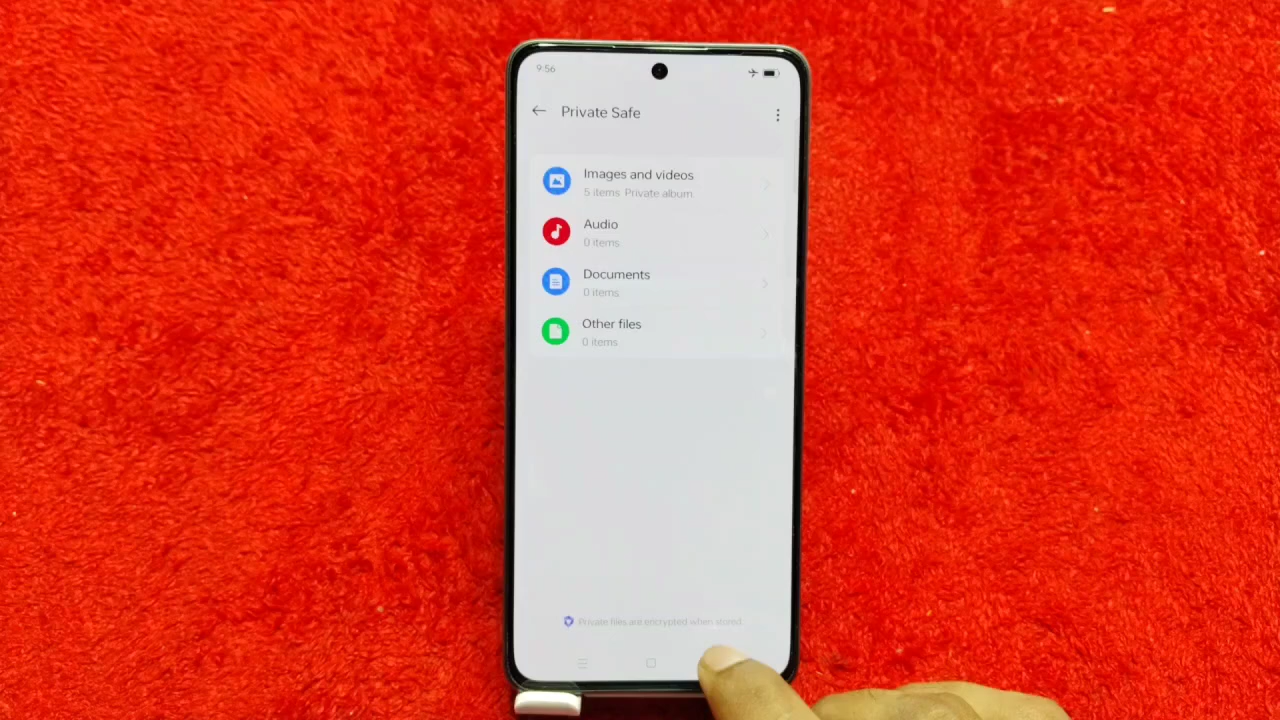 9:56
Private Safe
Images and videos
5 items Private album
Audio
0 items
Documents
0 items
Other files
0 items
Private files are encrypted when stored